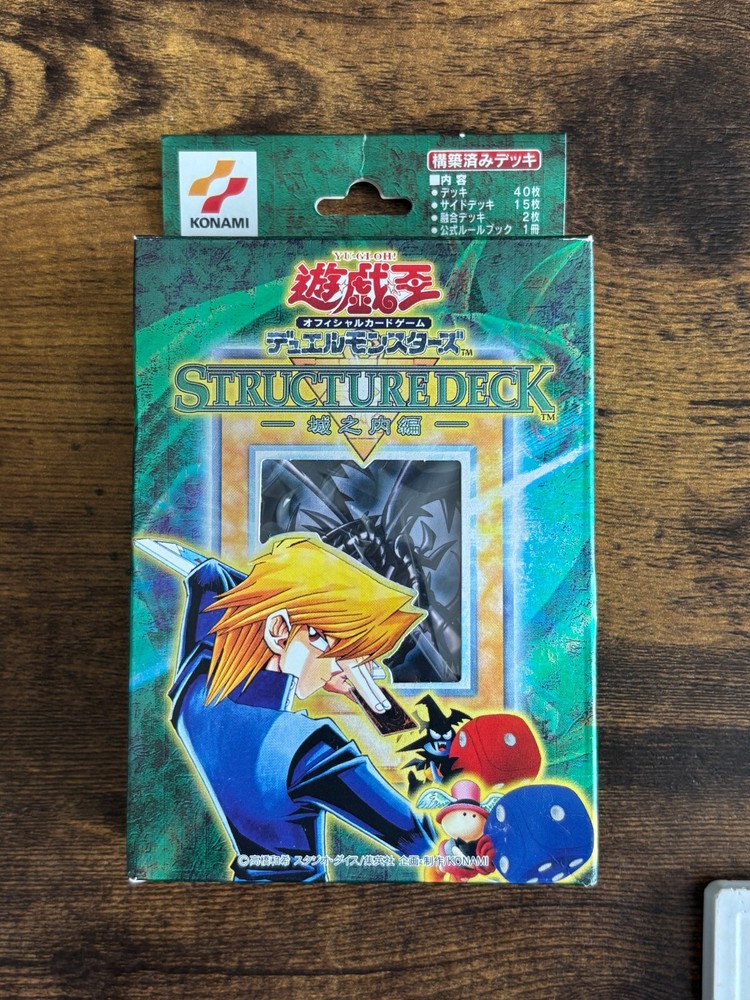 KONAMI
構築済みデッキ
■内容
●デッキ 40枚
●サイドデッキ 15枚
●融合デッキ 2枚
●公式ルールブック 1冊
YU-GI-OH!
遊戯王
オフィシャルカードゲーム
デュエルモンスターズ™
STRUCTURE DECK™
城之内編
©高橋和希 スタジオ・ダイス/集英社 企画・制作/KONAMI